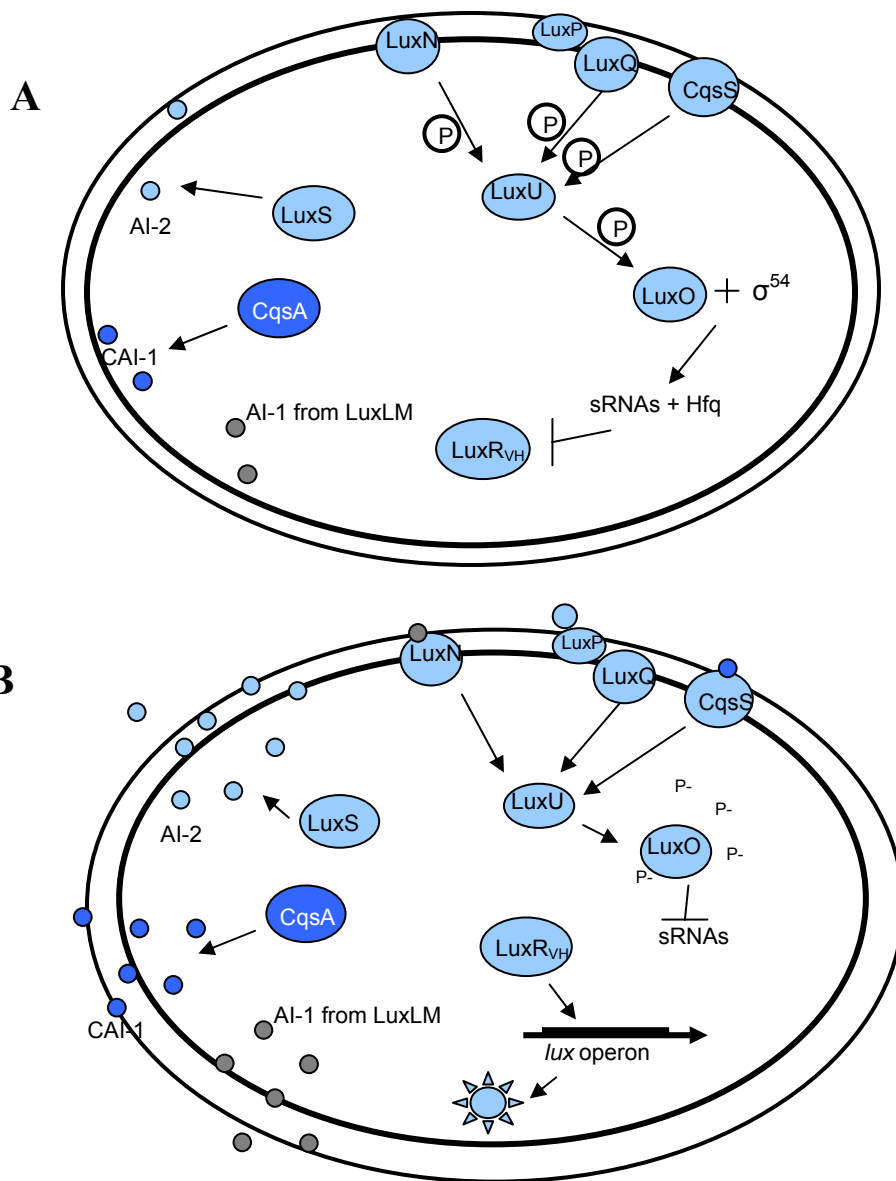 A
LuxN
LuxP
LuxQ
CqsS
P
P
P
LuxU
P
LuxS
AI-2
LuxO + σ⁵⁴
CqsA
CAI-1
sRNAs + Hfq
AI-1 from LuxLM
LuxRVH
B
LuxN
LuxP
LuxQ
CqsS
P-
P-
LuxU
LuxS
AI-2
LuxO
P-
P-
CqsA
sRNAs
LuxRVH
AI-1 from LuxLM
CAI-1
lux operon